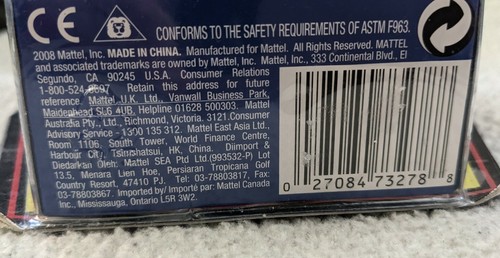 CE CONFORMS TO THE SAFETY REQUIREMENTS OF ASTM F963.
2008 Mattel, Inc. MADE IN CHINA. Manufactured for Mattel. All Rights Reserved. MATTEL
and associated trademarks are owned by Mattel, Inc. Mattel, Inc., 333 Continental Blvd., El
Segundo, CA 90245 U.S.A. Consumer Relations
1-800-524-8697 Retain this address for future
reference. Mattel U.K. Ltd., Vanwall Business Park,
Maidenhead SL6 4UB, Helpline 01628 500303. Mattel
Australia Pty., Ltd., Richmond, Victoria. 3121.Consumer
Advisory Service - 1300 135 312. Mattel East Asia Ltd.,
Room 1106, South Tower, World Finance Centre,
Harbour City, Tsimshatsui, HK, China. Diimport &
Diedarkan Oleh: Mattel SEA Ptd Ltd.(993532-P) Lot
13.5, Menara Lien Hoe, Persiaran Tropicana Golf
Country Resort, 47410 PJ. Tel: 03-78803817, Fax:
03-78803867. Imported by/Importé par: Mattel Canada
Inc., Mississauga, Ontario L5R 3W2.
0 27084 73278 8